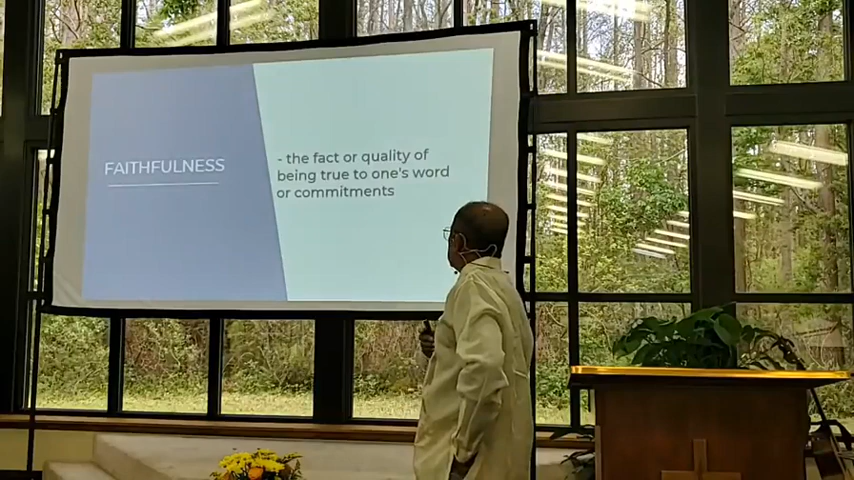 FAITHFULNESS
- the fact or quality of
being true to one's word
or commitments